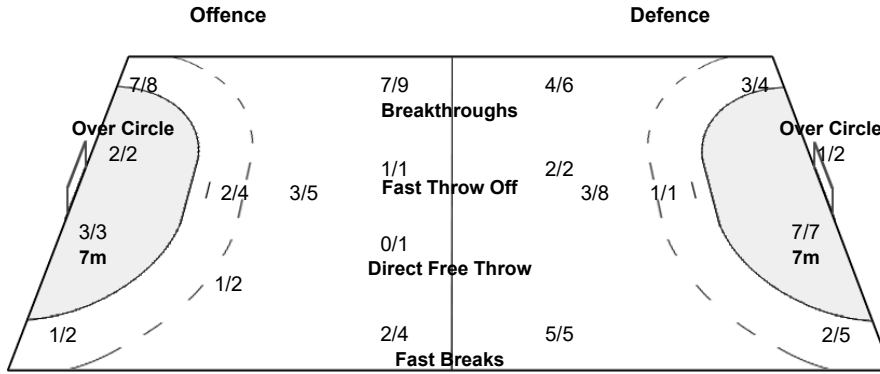 Offence Defence
7/8 7/9 4/6 3/4
Breakthroughs
Over Circle Over Circle
2/2 1/2
1/1 2/2
Fast Throw Off
2/4 3/5 3/8 1/1
3/3 7/7
0/1
7m 7m
Direct Free Throw
1/2
1/2 2/4 5/5 2/5
Fast Breaks